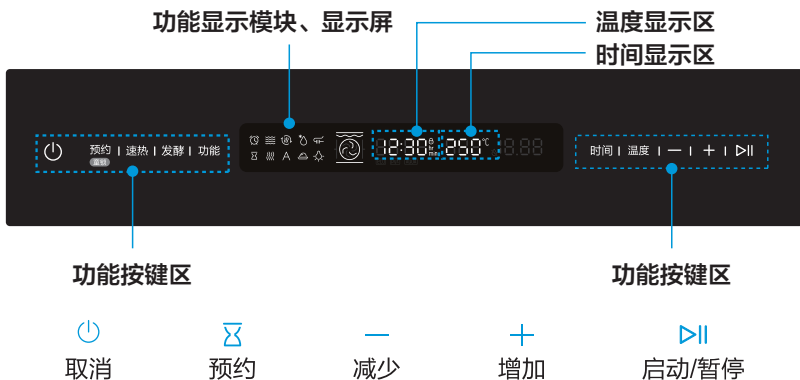 功能显示模块、显示屏
温度显示区
时间显示区
预约 | 速热 | 发酵 | 功能
童锁
A
12:30
250℃
8.88
时间 | 温度 | — | + |
功能按键区
功能按键区
取消
预约
减少
增加
启动/暂停